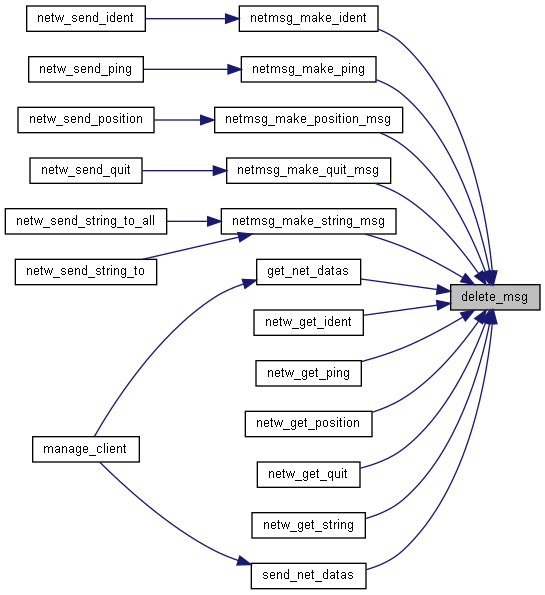 netw_send_ident
netmsg_make_ident
netw_send_ping
netmsg_make_ping
netw_send_position
netmsg_make_position_msg
netw_send_quit
netmsg_make_quit_msg
netw_send_string_to_all
netmsg_make_string_msg
netw_send_string_to
get_net_datas
delete_msg
netw_get_ident
netw_get_ping
netw_get_position
manage_client
netw_get_quit
netw_get_string
send_net_datas